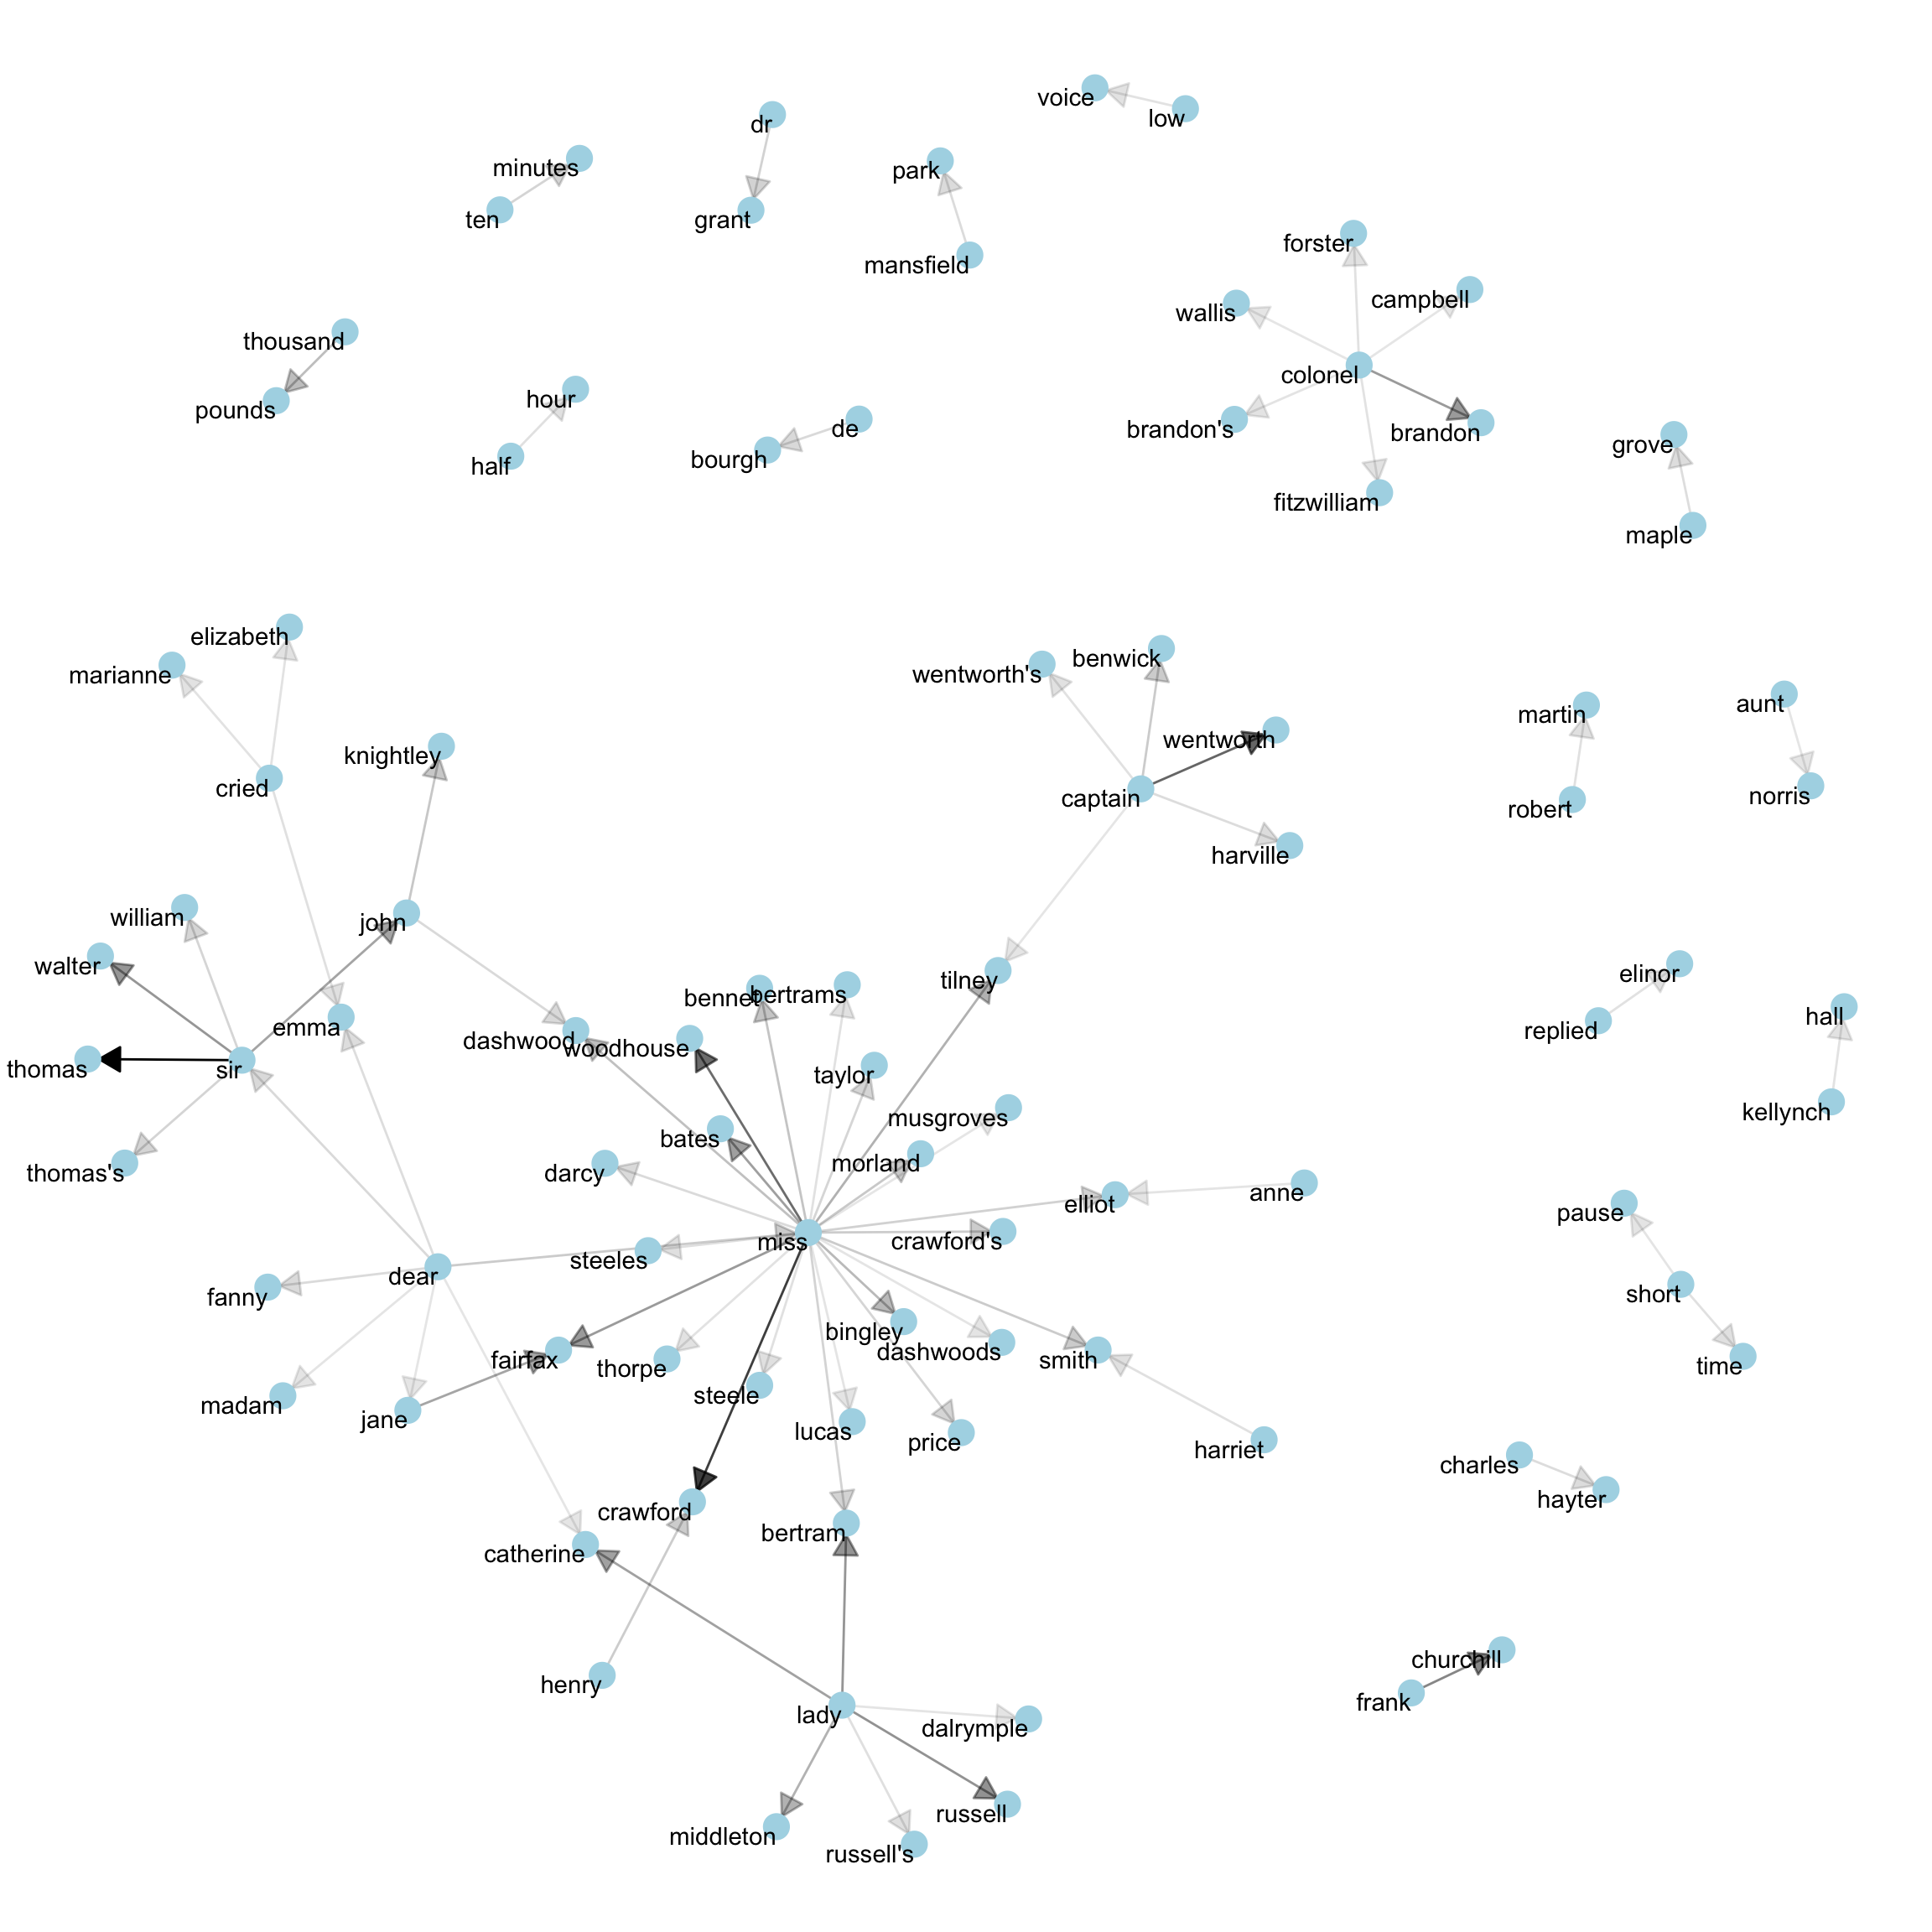 voice
low
dr
minutes
park
ten
grant
forster
mansfield
campbell
wallis
thousand
colonel
hour
pounds
de
brandon's
brandon
grove
bourgh
half
fitzwilliam
maple
elizabeth
benwick
marianne
wentworth's
aunt
martin
wentworth
knightley
cried
norris
captain
robert
harville
william
john
walter
elinor
tilney
bertrams
bennet
hall
emma
replied
dashwood
woodhouse
thomas
sir
taylor
kellynch
musgroves
bates
morland
thomas's
darcy
anne
elliot
pause
crawford's
miss
steeles
dear
short
fanny
bingley
dashwoods
fairfax
smith
time
thorpe
steele
madam
jane
lucas
price
harriet
charles
hayter
crawford
bertram
catherine
churchill
henry
frank
lady
dalrymple
russell
middleton
russell's